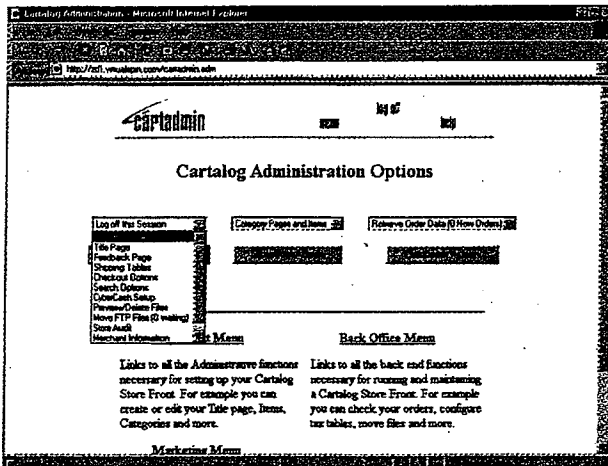 Cartalog Administration - Microsoft Internet Explorer
cartadmin
log off
help
Cartalog Administration Options
Log off this Session
Category Pages and Items
Retrieve Order Data (0 New Orders)
Title Page
Feedback Page
Shipping Tables
Checkout Options
Search Options
CyberCash Setup
Preview/Delete Files
Move FTP Files (0 waiting)
Store Audit
Merchant Information
Menu
Back Office Menu
Links to all the Administrative functions
necessary for setting up your Cartalog
Store Front. For example you can
create or edit your Title page, Items,
Categories and more.
Links to all the back end functions
necessary for running and maintaining
a Cartalog Store Front. For example
you can check your orders, configure
tax tables, move files and more.
Marketing Menu